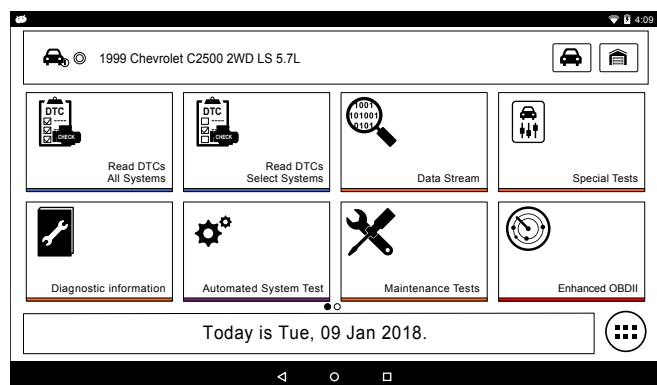 4:09
1999 Chevrolet C2500 2WD LS 5.7L
DTC
CHECK
Read DTCs
All Systems
DTC
CHECK
Read DTCs
Select Systems
1001
101001
0101
Data Stream
Special Tests
Diagnostic information
Automated System Test
Maintenance Tests
Enhanced OBDII
Today is Tue, 09 Jan 2018.